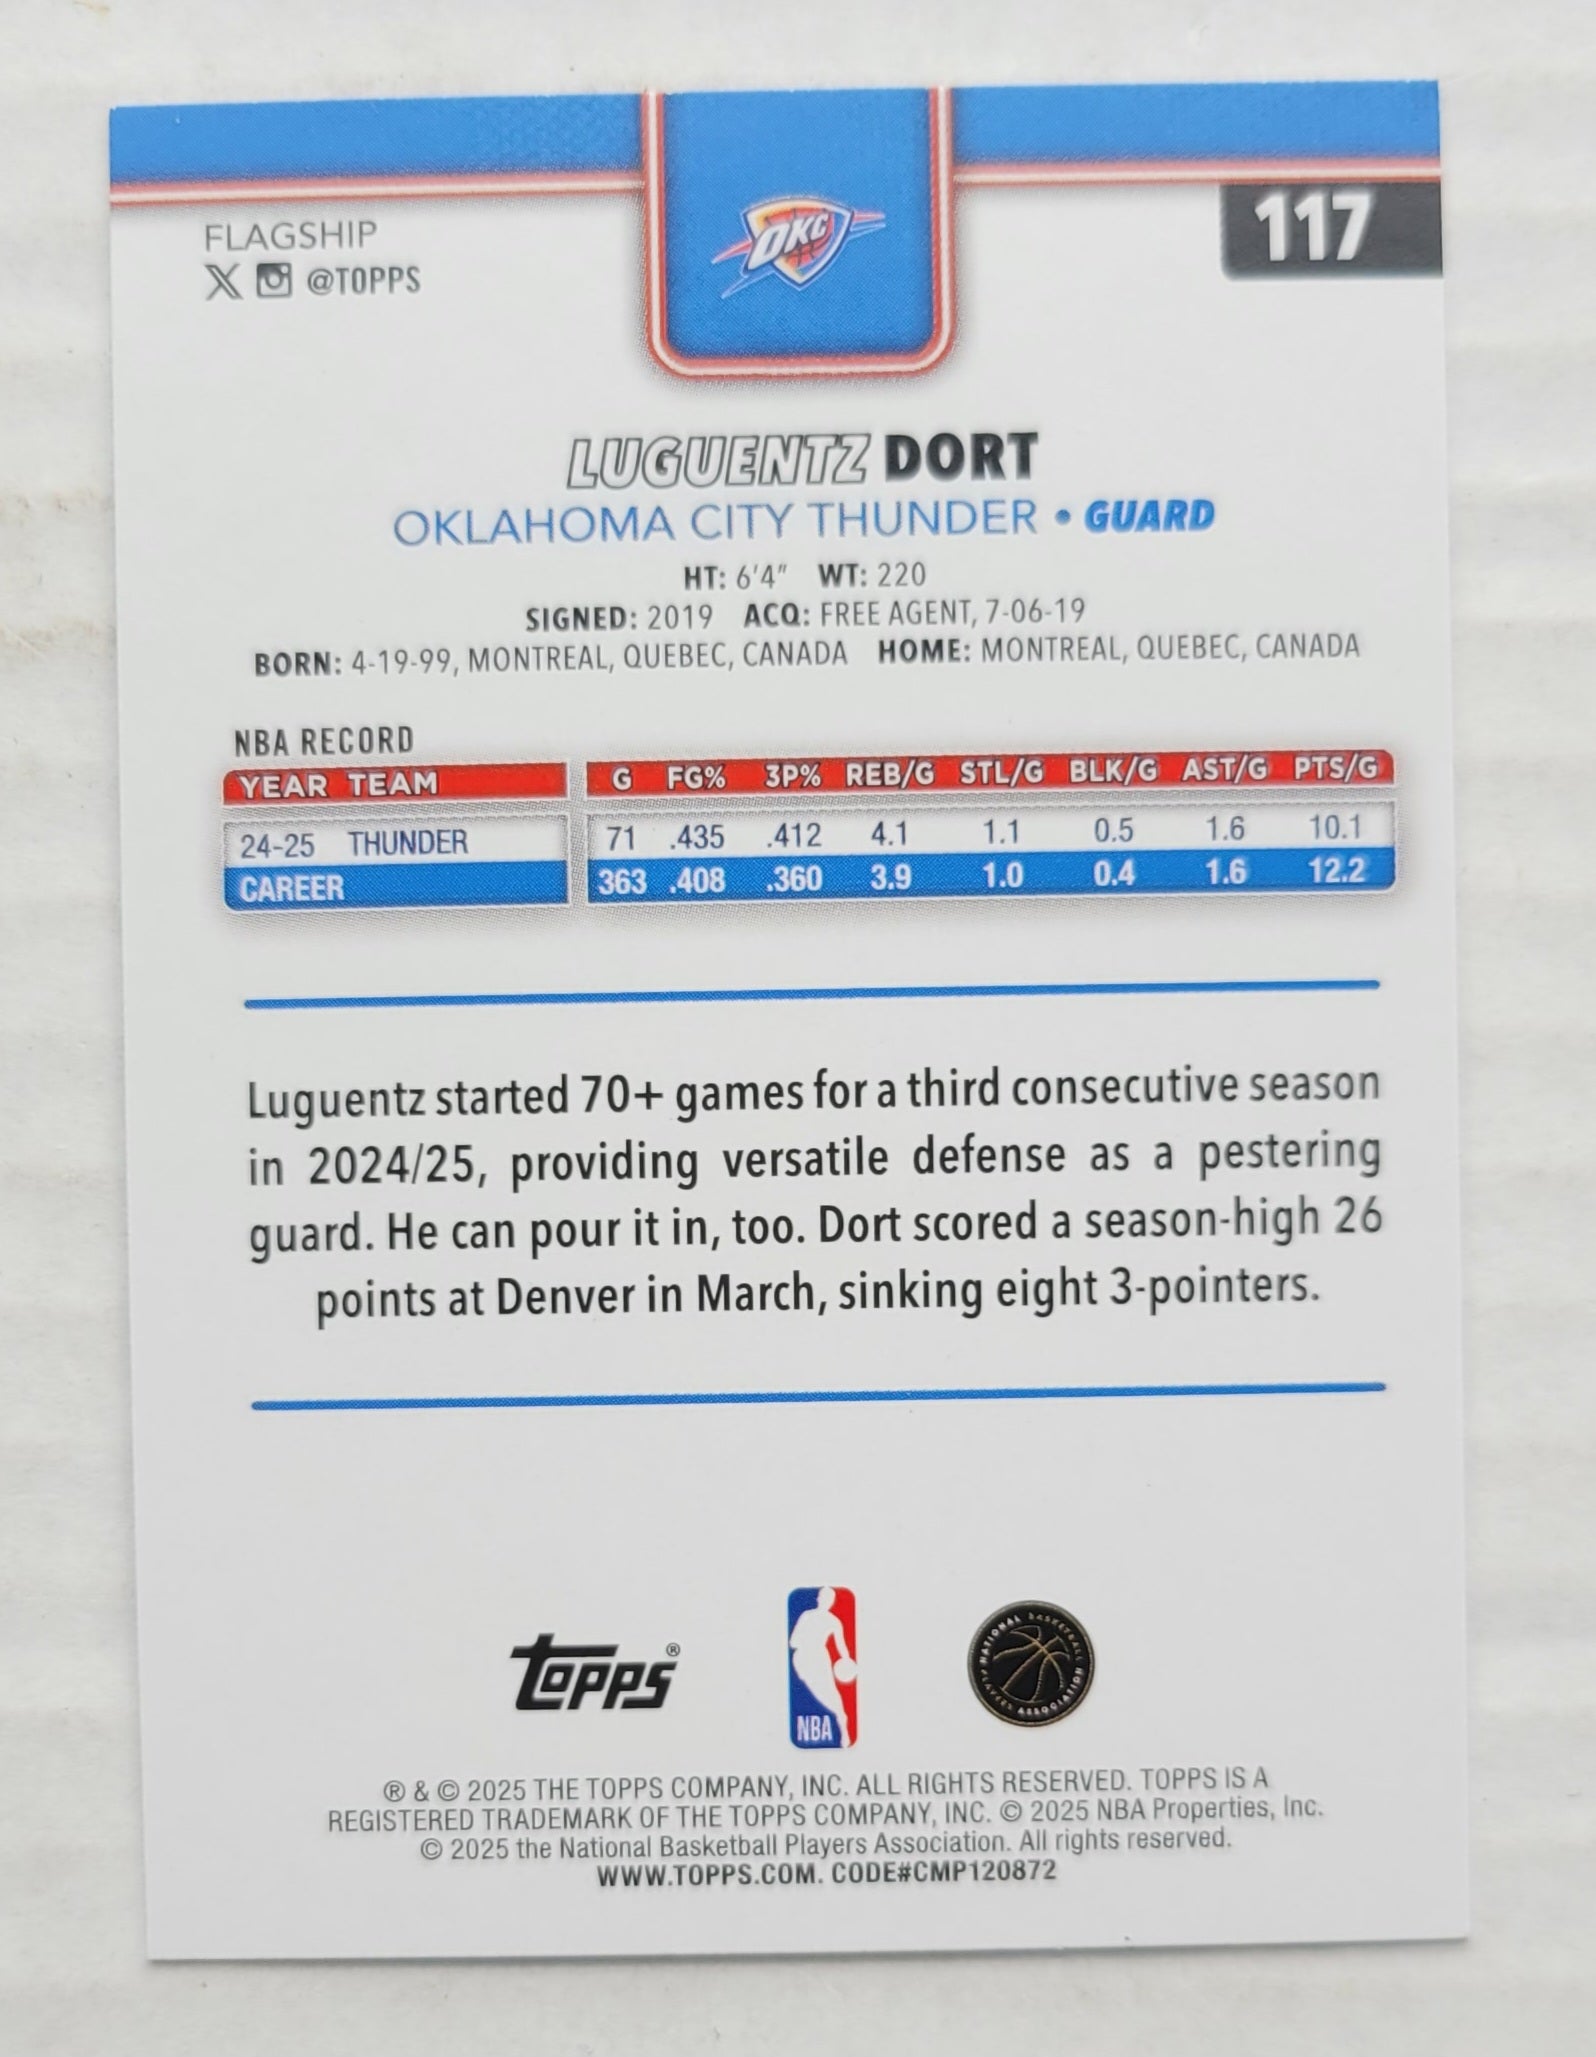 FLAGSHIP
117
@TOPPS
OKC
LUGUENTZ DORT
OKLAHOMA CITY THUNDER • GUARD
HT: 6'4" WT: 220
SIGNED: 2019 ACQ: FREE AGENT, 7-06-19
BORN: 4-19-99, MONTREAL, QUEBEC, CANADA HOME: MONTREAL, QUEBEC, CANADA
NBA RECORD
YEAR TEAM G FG% 3P% REB/G STL/G BLK/G AST/G PTS/G
24-25 THUNDER 71 .435 .412 4.1 1.1 0.5 1.6 10.1
CAREER 363 .408 .360 3.9 1.0 0.4 1.6 12.2
Luguentz started 70+ games for a third consecutive season
in 2024/25, providing versatile defense as a pestering
guard. He can pour it in, too. Dort scored a season-high 26
points at Denver in March, sinking eight 3-pointers.
Topps®
NBA
NATIONAL BASKETBALL PLAYERS ASSOCIATION
® & © 2025 THE TOPPS COMPANY, INC. ALL RIGHTS RESERVED. TOPPS IS A
REGISTERED TRADEMARK OF THE TOPPS COMPANY, INC. © 2025 NBA Properties, Inc.
© 2025 the National Basketball Players Association. All rights reserved.
WWW.TOPPS.COM. CODE#CMP120872